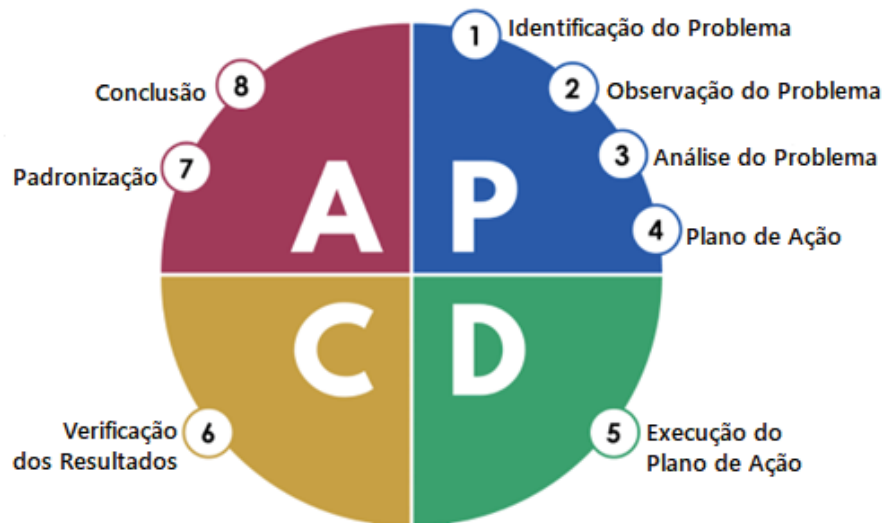 1
Identificação do Problema
2
Observação do Problema
3
Análise do Problema
4
Plano de Ação
5
Execução do
Plano de Ação
6
Verificação
dos Resultados
7
Padronização
8
Conclusão
A P
C D